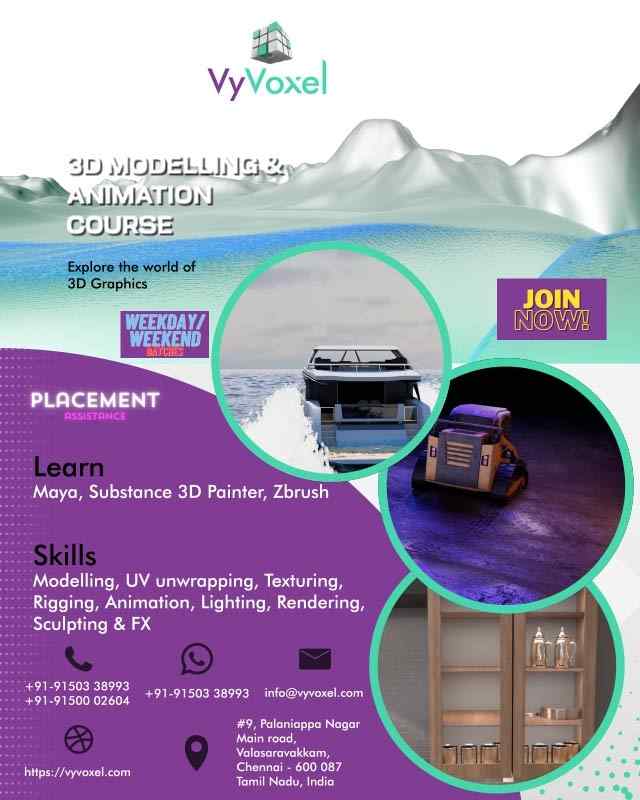 VyVoxel
3D MODELLING &
ANIMATION
COURSE
Explore the world of
3D Graphics
WEEKDAY/
WEEKEND
BATCHES
JOIN
NOW!
PLACEMENT
ASSISTANCE
Learn
Maya, Substance 3D Painter, Zbrush
Skills
Modelling, UV unwrapping, Texturing,
Rigging, Animation, Lighting, Rendering,
Sculpting & FX
+91-91503 38993
+91-91500 02604
+91-91503 38993
info@vyvoxel.com
https://vyvoxel.com
#9, Palaniappa Nagar
Main road,
Valasaravakkam,
Chennai - 600 087
Tamil Nadu, India